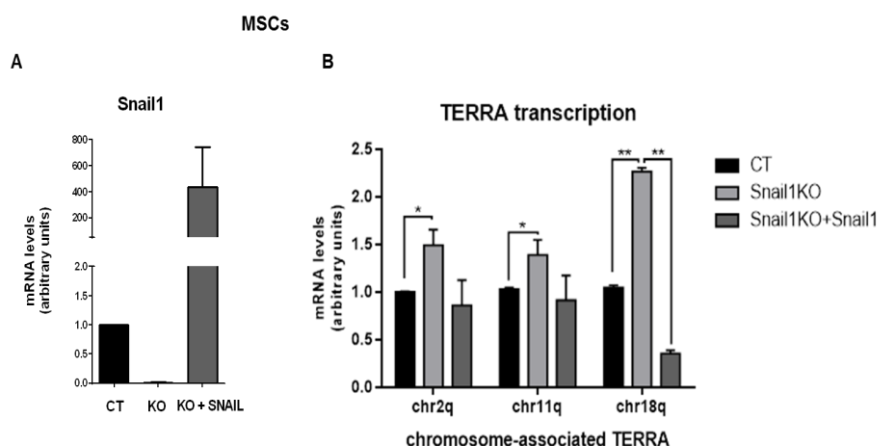 MSCs
A
B
Snail1
mRNA levels
(arbitrary units)
800
600
400
200
2.0
1.5
1.0
0.5
0.0
CT KO KO + SNAIL
TERRA transcription
mRNA levels
(arbitrary units)
2.5
2.0
1.5
1.0
0.5
0.0
* * ** **
chr2q chr11q chr18q
chromosome-associated TERRA
CT
Snail1KO
Snail1KO+Snail1